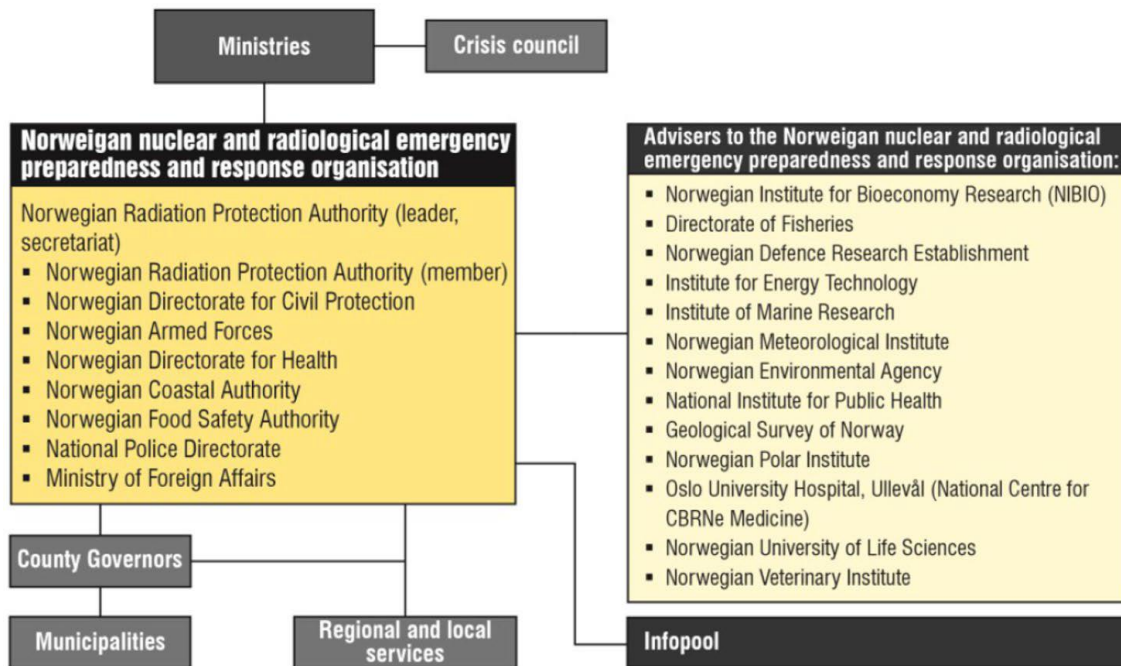 Ministries
Crisis council
Norweigan nuclear and radiological emergency
preparedness and response organisation
Norwegian Radiation Protection Authority (leader,
secretariat)
▪ Norwegian Radiation Protection Authority (member)
▪ Norwegian Directorate for Civil Protection
▪ Norwegian Armed Forces
▪ Norwegian Directorate for Health
▪ Norwegian Coastal Authority
▪ Norwegian Food Safety Authority
▪ National Police Directorate
▪ Ministry of Foreign Affairs
Advisers to the Norweigan nuclear and radiological
emergency preparedness and response organisation:
▪ Norwegian Institute for Bioeconomy Research (NIBIO)
▪ Directorate of Fisheries
▪ Norwegian Defence Research Establishment
▪ Institute for Energy Technology
▪ Institute of Marine Research
▪ Norwegian Meteorological Institute
▪ Norwegian Environmental Agency
▪ National Institute for Public Health
▪ Geological Survey of Norway
▪ Norwegian Polar Institute
▪ Oslo University Hospital, Ullevål (National Centre for
CBRNe Medicine)
▪ Norwegian University of Life Sciences
▪ Norwegian Veterinary Institute
County Governors
Municipalities
Regional and local
services
Infopool